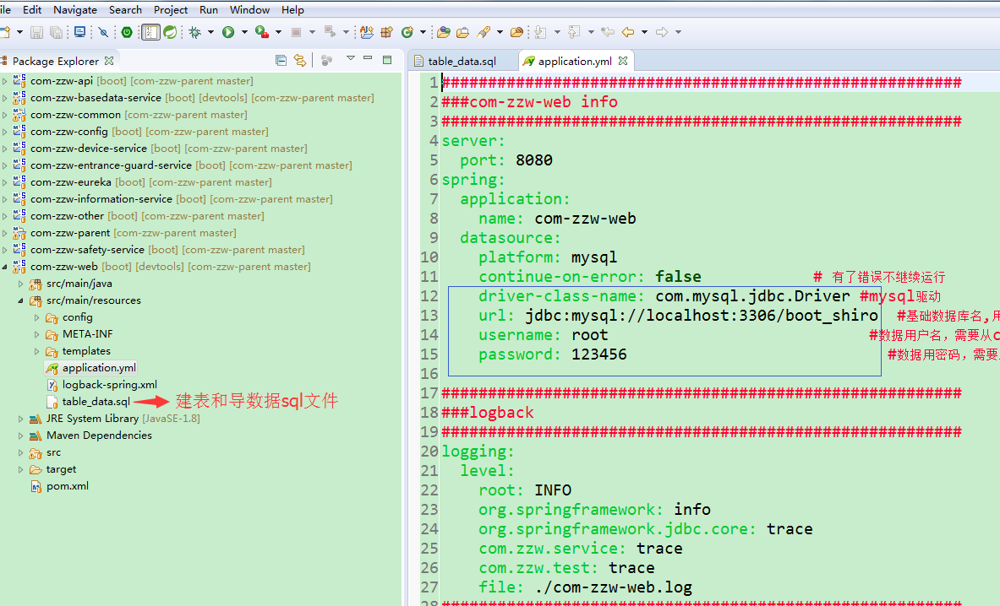 ile Edit Navigate Search Project Run Window Help
Package Explorer
com-zzw-api [boot] [com-zzw-parent master]
com-zzw-basedata-service [boot] [devtools] [com-zzw-parent master]
com-zzw-common [com-zzw-parent master]
com-zzw-config [boot] [com-zzw-parent master]
com-zzw-device-service [boot] [com-zzw-parent master]
com-zzw-entrance-guard-service [boot] [com-zzw-parent master]
com-zzw-eureka [boot] [com-zzw-parent master]
com-zzw-information-service [boot] [com-zzw-parent master]
com-zzw-other [boot] [com-zzw-parent master]
com-zzw-parent [com-zzw-parent master]
com-zzw-safety-service [boot] [com-zzw-parent master]
com-zzw-web [boot] [devtools] [com-zzw-parent master]
src/main/java
src/main/resources
config
META-INF
templates
application.yml
logback-spring.xml
table_data.sql 建表和导数据sql文件
JRE System Library [JavaSE-1.8]
Maven Dependencies
src
target
pom.xml
table_data.sql application.yml
1 ########################################################
2 ###com-zzw-web info
3 ########################################################
4 server:
5 port: 8080
6 spring:
7 application:
8 name: com-zzw-web
9 datasource:
10 platform: mysql
11 continue-on-error: false # 有了错误不继续运行
12 driver-class-name: com.mysql.jdbc.Driver #mysql驱动
13 url: jdbc:mysql://localhost:3306/boot_shiro #基础数据库名,用
14 username: root #数据用户名，需要从c
15 password: 123456 #数据用密码，需要
16
17 ########################################################
18 ###logback
19 ########################################################
20 logging:
21 level:
22 root: INFO
23 org.springframework: info
24 org.springframework.jdbc.core: trace
25 com.zzw.service: trace
26 com.zzw.test: trace
27 file: ./com-zzw-web.log
28 ########################################################